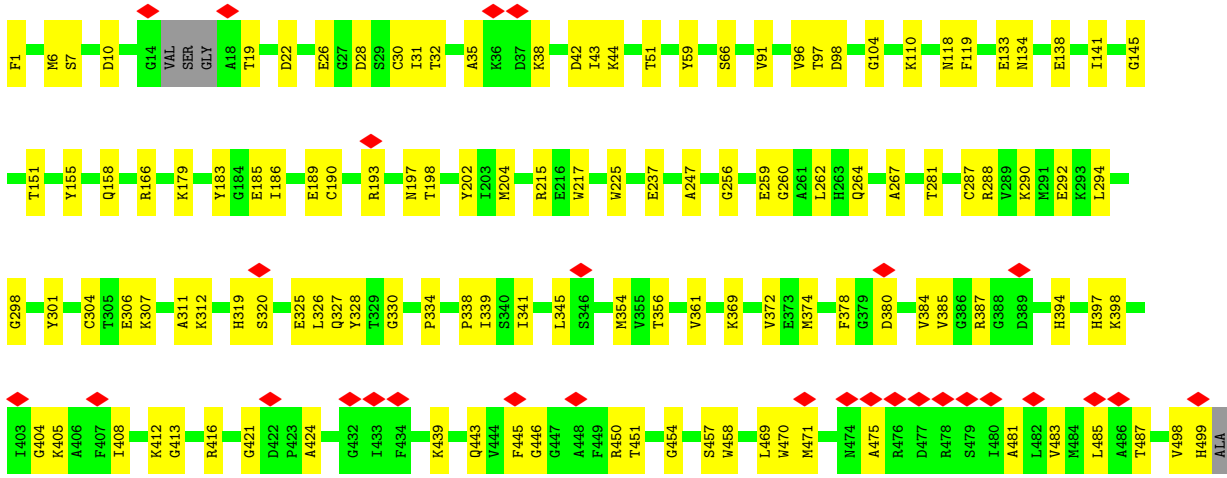 F1 M6 S7 D10 G14 VAL SER GLY A18 T19 D22 E26 G27 D28 S29 C30 I31 T32 A35 K36 D37 K38 D42 I43 K44 T51 Y59 S66 V91 V96 T97 D98 G104 K110 N118 F119 E133 N134 E138 I141 G145
T151 Y155 Q158 R166 K179 Y183 G184 E185 I186 E189 C190 R193 N197 T198 Y202 I203 M204 R215 E216 W217 W225 E237 A247 G256 E259 G260 A261 L262 H263 Q264 A267 T281 C287 R288 V289 K290 M291 E292 K293 L294
G298 Y301 C304 T305 E306 K307 A311 K312 H319 S320 E325 L326 Q327 Y328 T329 G330 P334 P338 I339 S340 I341 L345 S346 M354 V355 T356 V361 K369 V372 E373 M374 F378 G379 D380 V384 V385 G386 R387 G388 D389 H394 H397 K398
I403 G404 K405 A406 F407 I408 K412 G413 R416 G421 D422 P423 A424 G432 I433 F434 K439 Q443 V444 F445 G446 G447 A448 F449 R450 T451 G454 S457 W458 L469 W470 M471 N474 A475 R476 D477 R478 S479 I480 A481 L482 V483 M484 L485 A486 T487 V498 H499 ALA